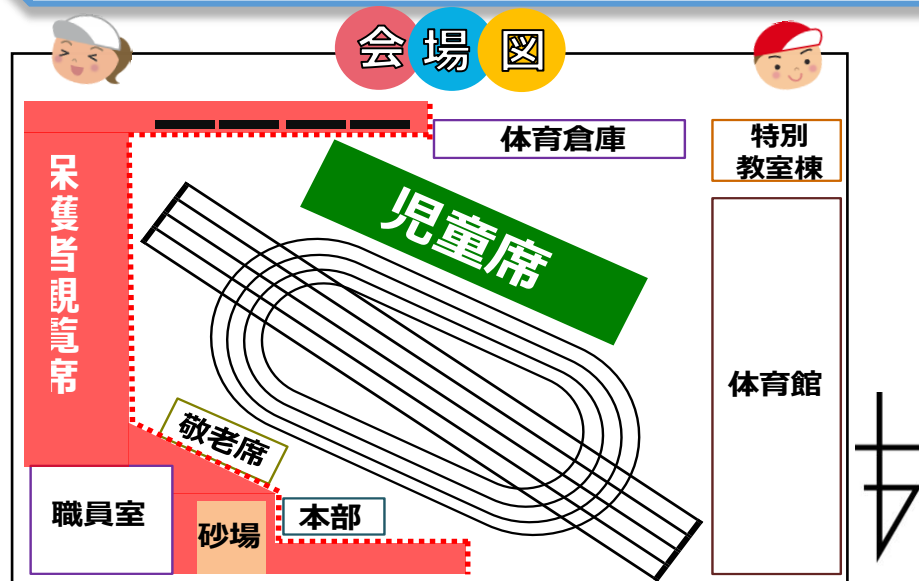 会場図
体育倉庫
特別
教室棟
保護者観覧席
児童席
体育館
敬老席
職員室
砂場
本部